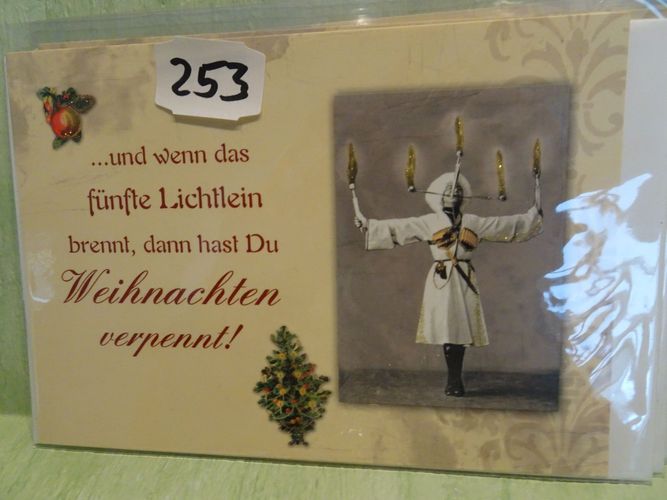 253
...und wenn das
fünfte Lichtlein
brennt, dann hast Du
Weihnachten
verpennt!